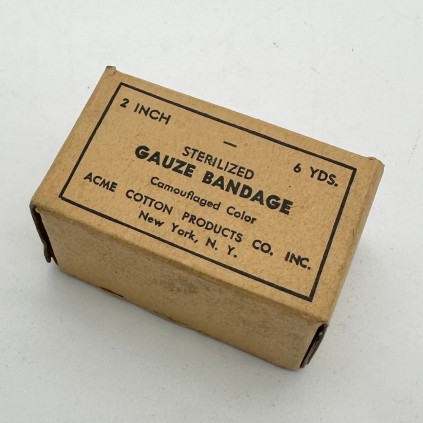 2 INCH
6 YDS.
STERILIZED
GAUZE BANDAGE
Camouflaged Color
ACME COTTON PRODUCTS CO. INC.
New York, N. Y.